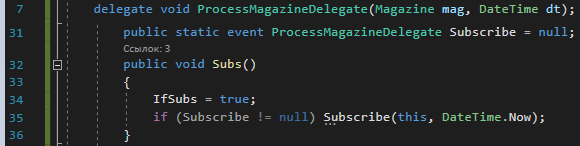 7 delegate void ProcessMagazineDelegate(Magazine mag, DateTime dt);
31 public static event ProcessMagazineDelegate Subscribe = null;
Ссылок: 3
32 public void Subs()
33 {
34 IfSubs = true;
35 if (Subscribe != null) Subscribe(this, DateTime.Now);
36 }